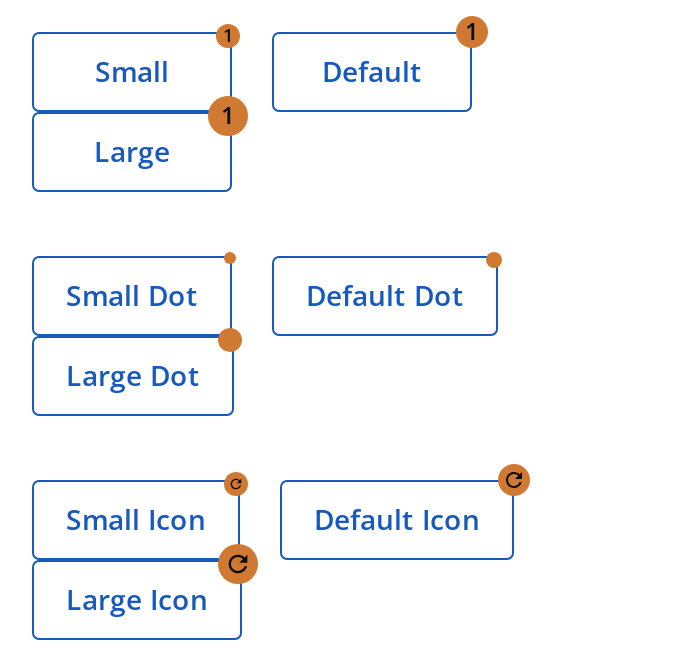 1
1
Small
Default
1
Large
Small Dot
Default Dot
Large Dot
Small Icon
Default Icon
Large Icon